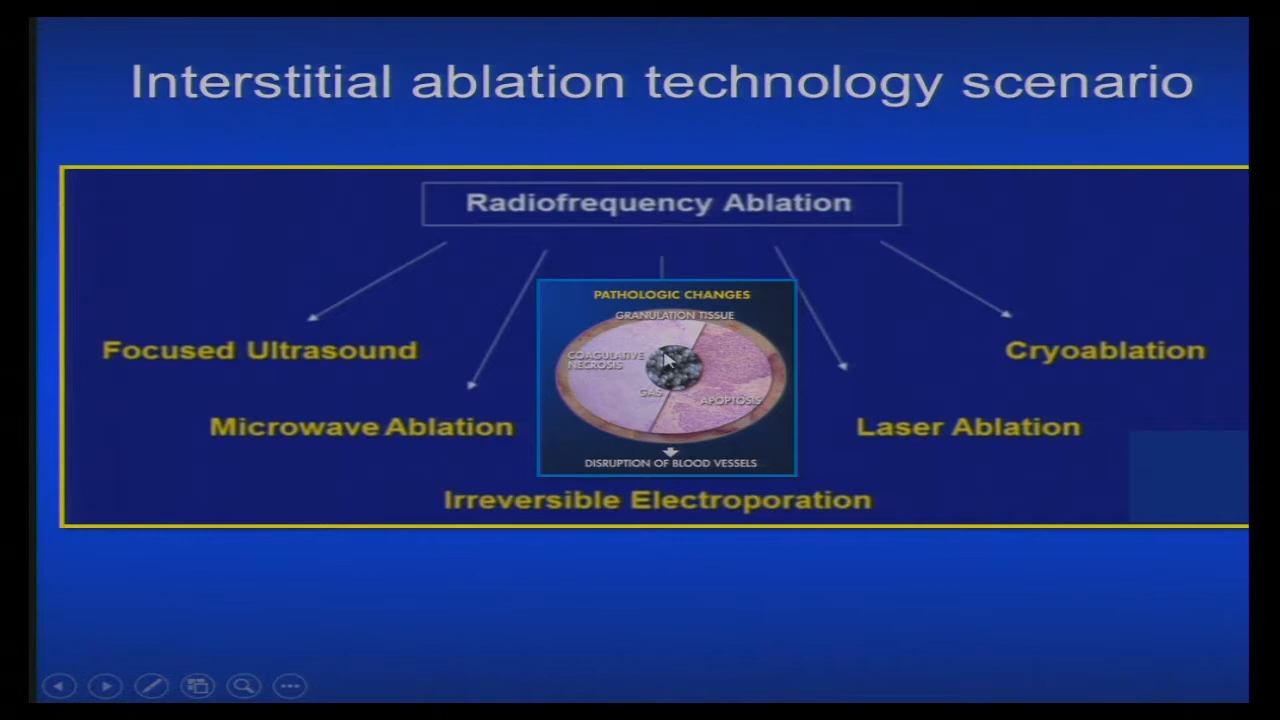 Interstitial ablation technology scenario
Radiofrequency Ablation
PATHOLOGIC CHANGES
GRANULATION TISSUE
COAGULATIVE
NECROSIS
GAS
APOPTOSIS
DISRUPTION OF BLOOD VESSELS
Focused Ultrasound
Cryoablation
Microwave Ablation
Laser Ablation
Irreversible Electroporation